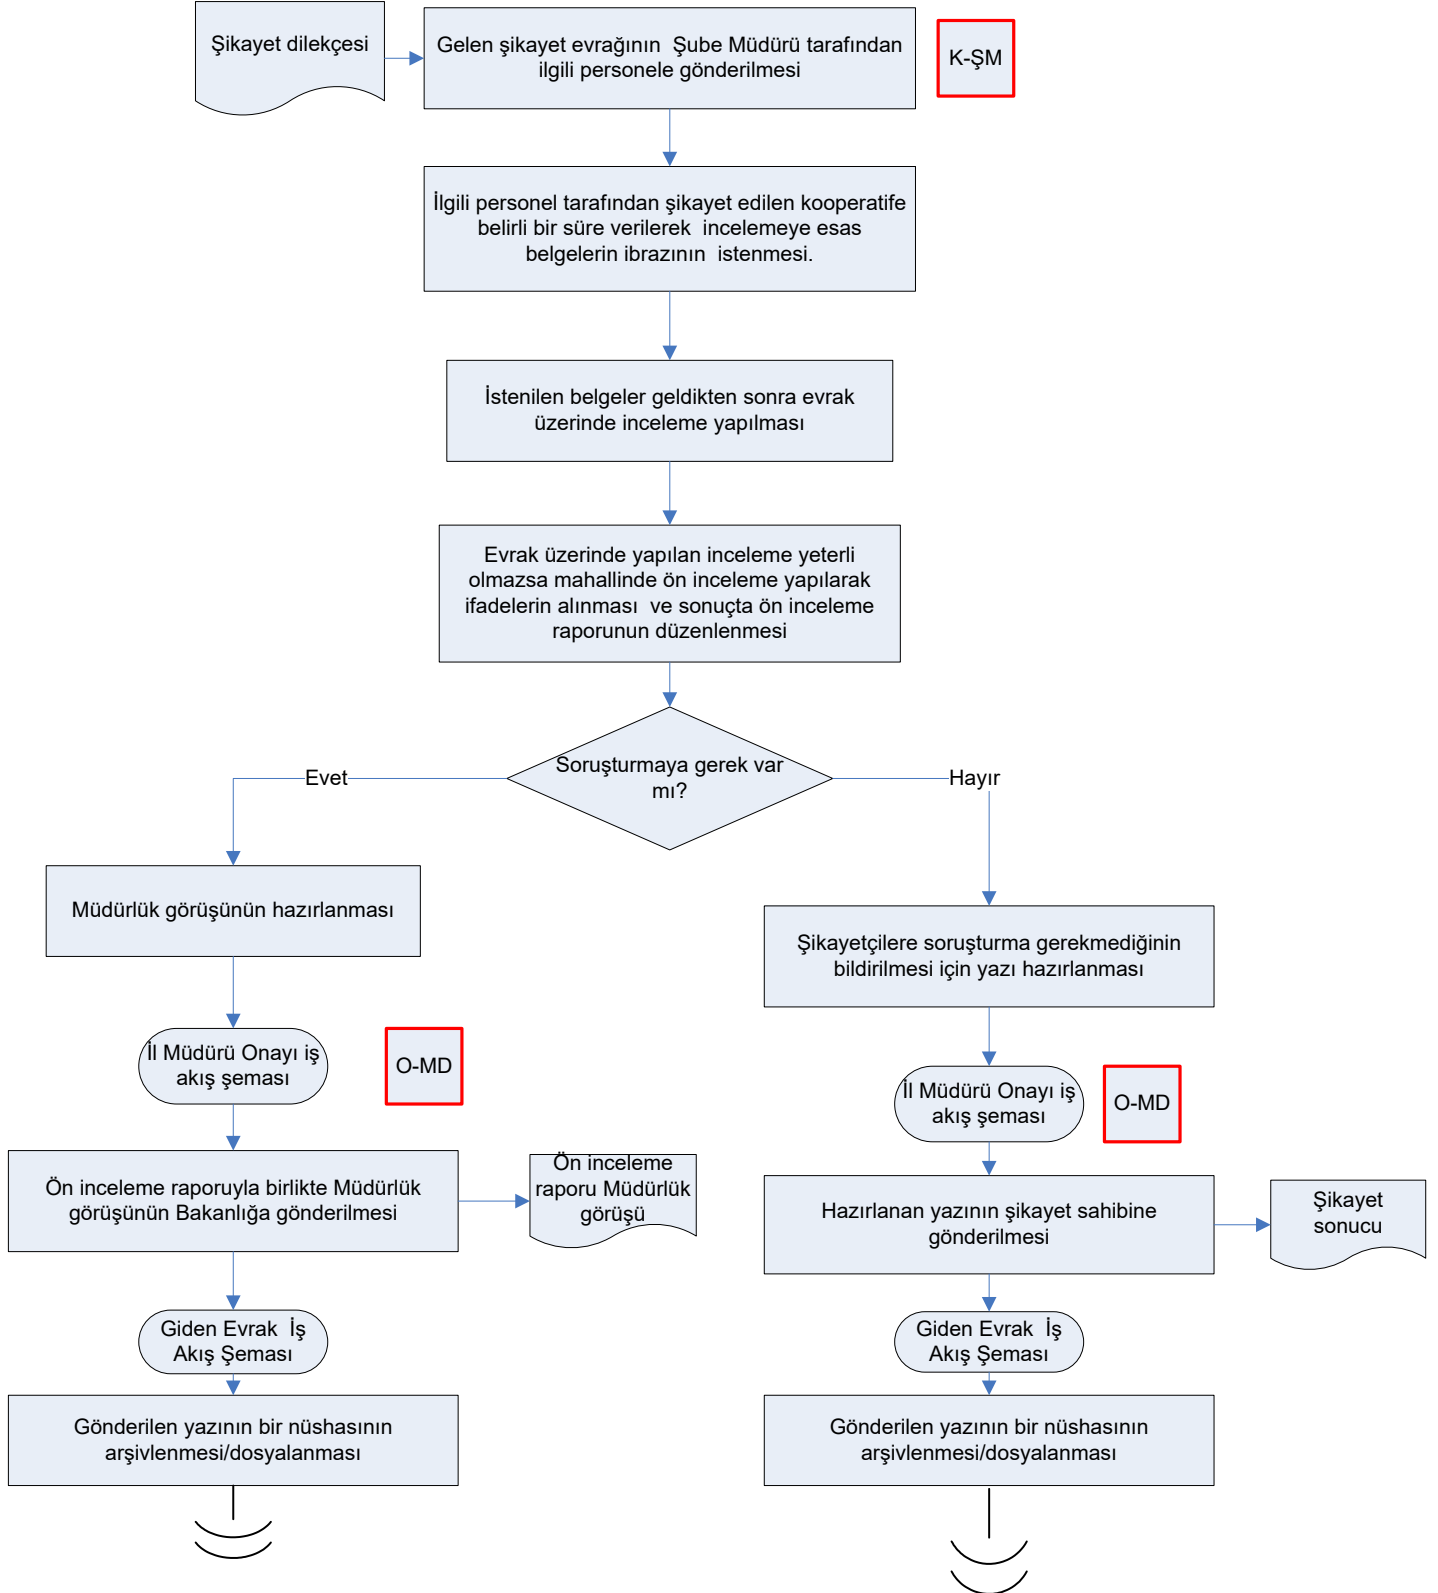 Şikayet dilekçesi
Gelen şikayet evrağının Şube Müdürü tarafından
ilgili personele gönderilmesi
K-ŞM
İlgili personel tarafından şikayet edilen kooperatife
belirli bir süre verilerek incelemeye esas
belgelerin ibrazının istenmesi.
İstenilen belgeler geldikten sonra evrak
üzerinde inceleme yapılması
Evrak üzerinde yapılan inceleme yeterli
olmazsa mahallinde ön inceleme yapılarak
ifadelerin alınması ve sonuçta ön inceleme
raporunun düzenlenmesi
Soruşturmaya gerek var
mı?
Evet
Hayır
Müdürlük görüşünün hazırlanması
İl Müdürü Onayı iş
akış şeması
O-MD
Ön inceleme raporuyla birlikte Müdürlük
görüşünün Bakanlığa gönderilmesi
Ön inceleme
raporu Müdürlük
görüşü
Giden Evrak İş
Akış Şeması
Gönderilen yazının bir nüshasının
arşivlenmesi/dosyalanması
Şikayetçilere soruşturma gerekmediğinin
bildirilmesi için yazı hazırlanması
İl Müdürü Onayı iş
akış şeması
O-MD
Hazırlanan yazının şikayet sahibine
gönderilmesi
Şikayet
sonucu
Giden Evrak İş
Akış Şeması
Gönderilen yazının bir nüshasının
arşivlenmesi/dosyalanması